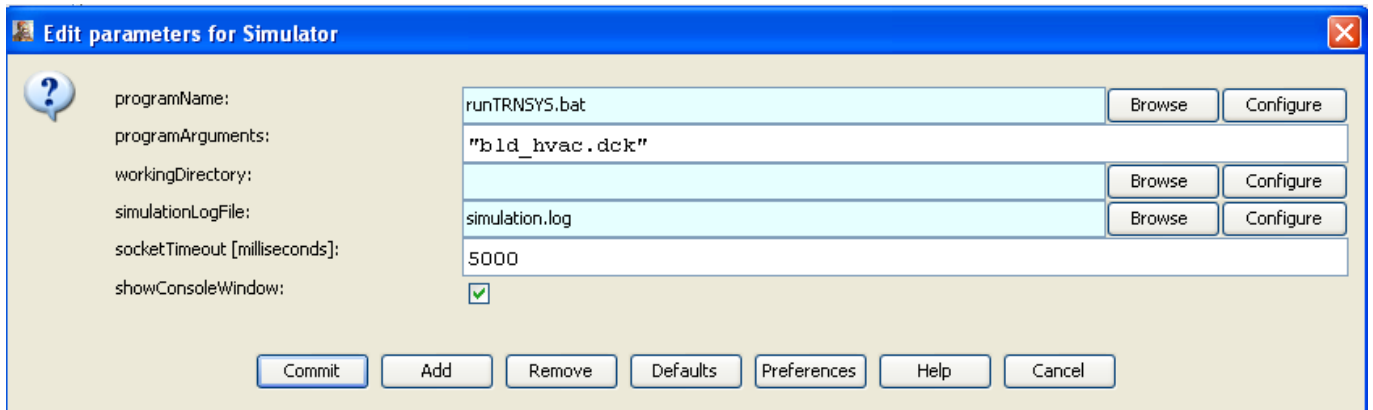 Edit parameters for Simulator
programName: runTRNSYS.bat Browse Configure
programArguments: "bld_hvac.dck"
workingDirectory: Browse Configure
simulationLogFile: simulation.log Browse Configure
socketTimeout [milliseconds]: 5000
showConsoleWindow:
Commit Add Remove Defaults Preferences Help Cancel